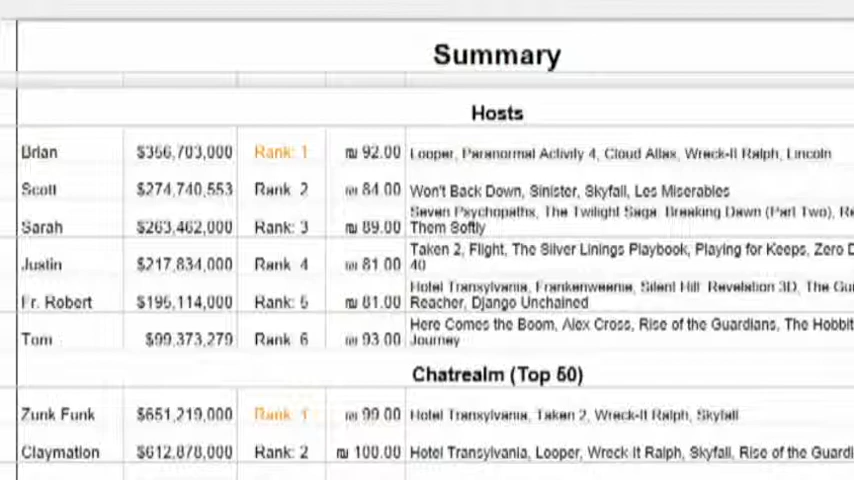 Summary
Hosts
Brian $356,703,000 Rank: 1 ₪ 92.00 Looper, Paranormal Activity 4, Cloud Atlas, Wreck-It Ralph, Lincoln
Scott $274,740,553 Rank 2 ₪ 84.00 Won't Back Down, Sinister, Skyfall, Les Miserables
Sarah $263,462,000 Rank: 3 ₪ 89.00 Seven Psychopaths, The Twilight Saga: Breaking Dawn (Part Two),
Them Softly
Justin $217,834,000 Rank 4 ₪ 81.00 Taken 2, Flight, The Silver Linings Playbook, Playing for Keeps, Zero D
40
Fr. Robert $195,114,000 Rank: 5 ₪ 81.00 Hotel Transylvania, Frankenweenie, Silent Hill: Revelation 3D, The Gu
Reacher, Django Unchained
Tom $99,373,279 Rank 6 ₪ 93.00 Here Comes the Boom, Alex Cross, Rise of the Guardians, The Hobbit
Journey
Chatrealm (Top 50)
Zunk Funk $651,219,000 Rank: 1 ₪ 99.00 Hotel Transylvania, Taken 2, Wreck-It Ralph, Skyfall
Claymation $612,878,000 Rank: 2 ₪ 100.00 Hotel Transylvania, Looper, Wreck It Ralph, Skyfall, Rise of the Guardi